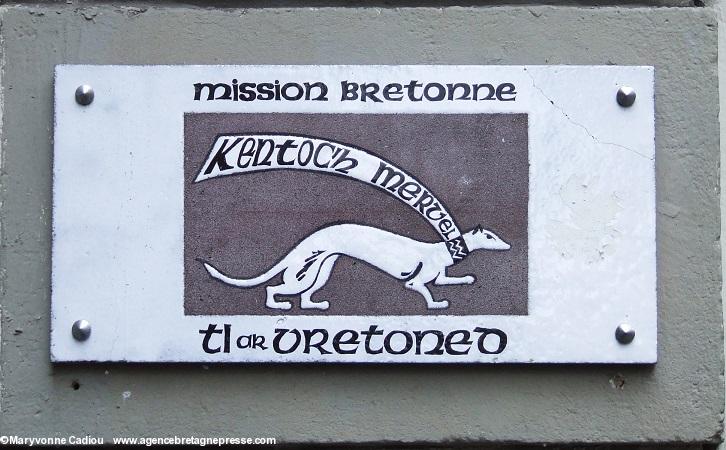 mission bretonne
kentoc'h mervel
ti ar vretoned
©Maryvonne Cadiou www.agencebretagnepresse.com